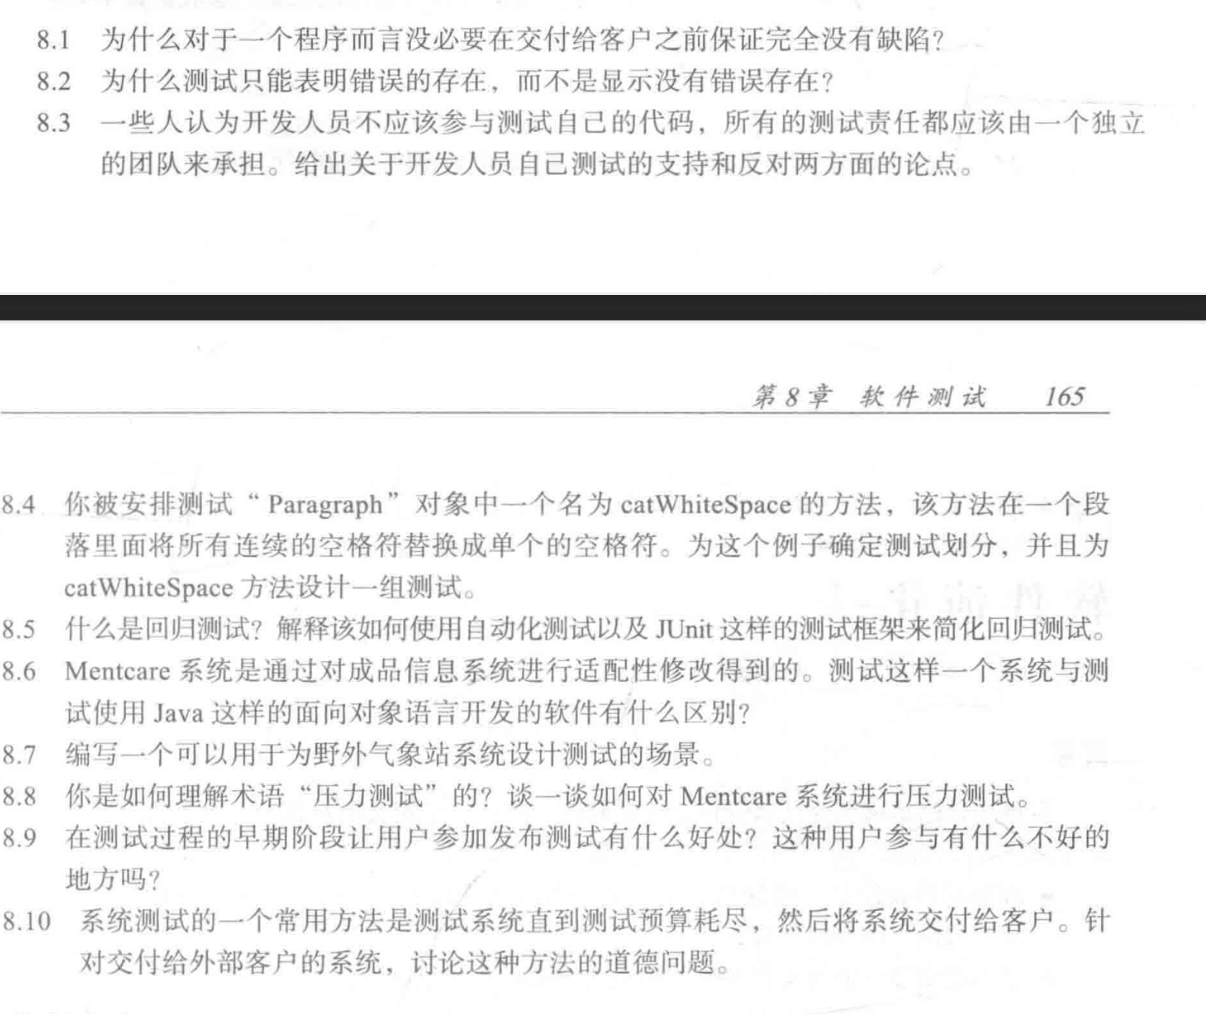 8.1 为什么对于一个程序而言没必要在交付给客户之前保证完全没有缺陷？
8.2 为什么测试只能表明错误的存在，而不是显示没有错误存在？
8.3 一些人认为开发人员不应该参与测试自己的代码，所有的测试责任都应该由一个独立
的团队来承担。给出关于开发人员自己测试的支持和反对两方面的论点。
第8章 软件测试 165
8.4 你被安排测试“Paragraph”对象中一个名为 catWhiteSpace 的方法，该方法在一个段
落里面将所有连续的空格符替换成单个的空格符。为这个例子确定测试划分，并且为
catWhiteSpace 方法设计一组测试。
8.5 什么是回归测试？解释该如何使用自动化测试以及 JUnit 这样的测试框架来简化回归测试。
8.6 Mentcare 系统是通过对成品信息系统进行适配性修改得到的。测试这样一个系统与测
试使用 Java 这样的面向对象语言开发的软件有什么区别？
8.7 编写一个可以用于为野外气象站系统设计测试的场景。
8.8 你是如何理解术语“压力测试”的？谈一谈如何对 Mentcare 系统进行压力测试。
8.9 在测试过程的早期阶段让用户参加发布测试有什么好处？这种用户参与有什么不好的
地方吗？
8.10 系统测试的一个常用方法是测试系统直到测试预算耗尽，然后将系统交付给客户。针
对交付给外部客户的系统，讨论这种方法的道德问题。